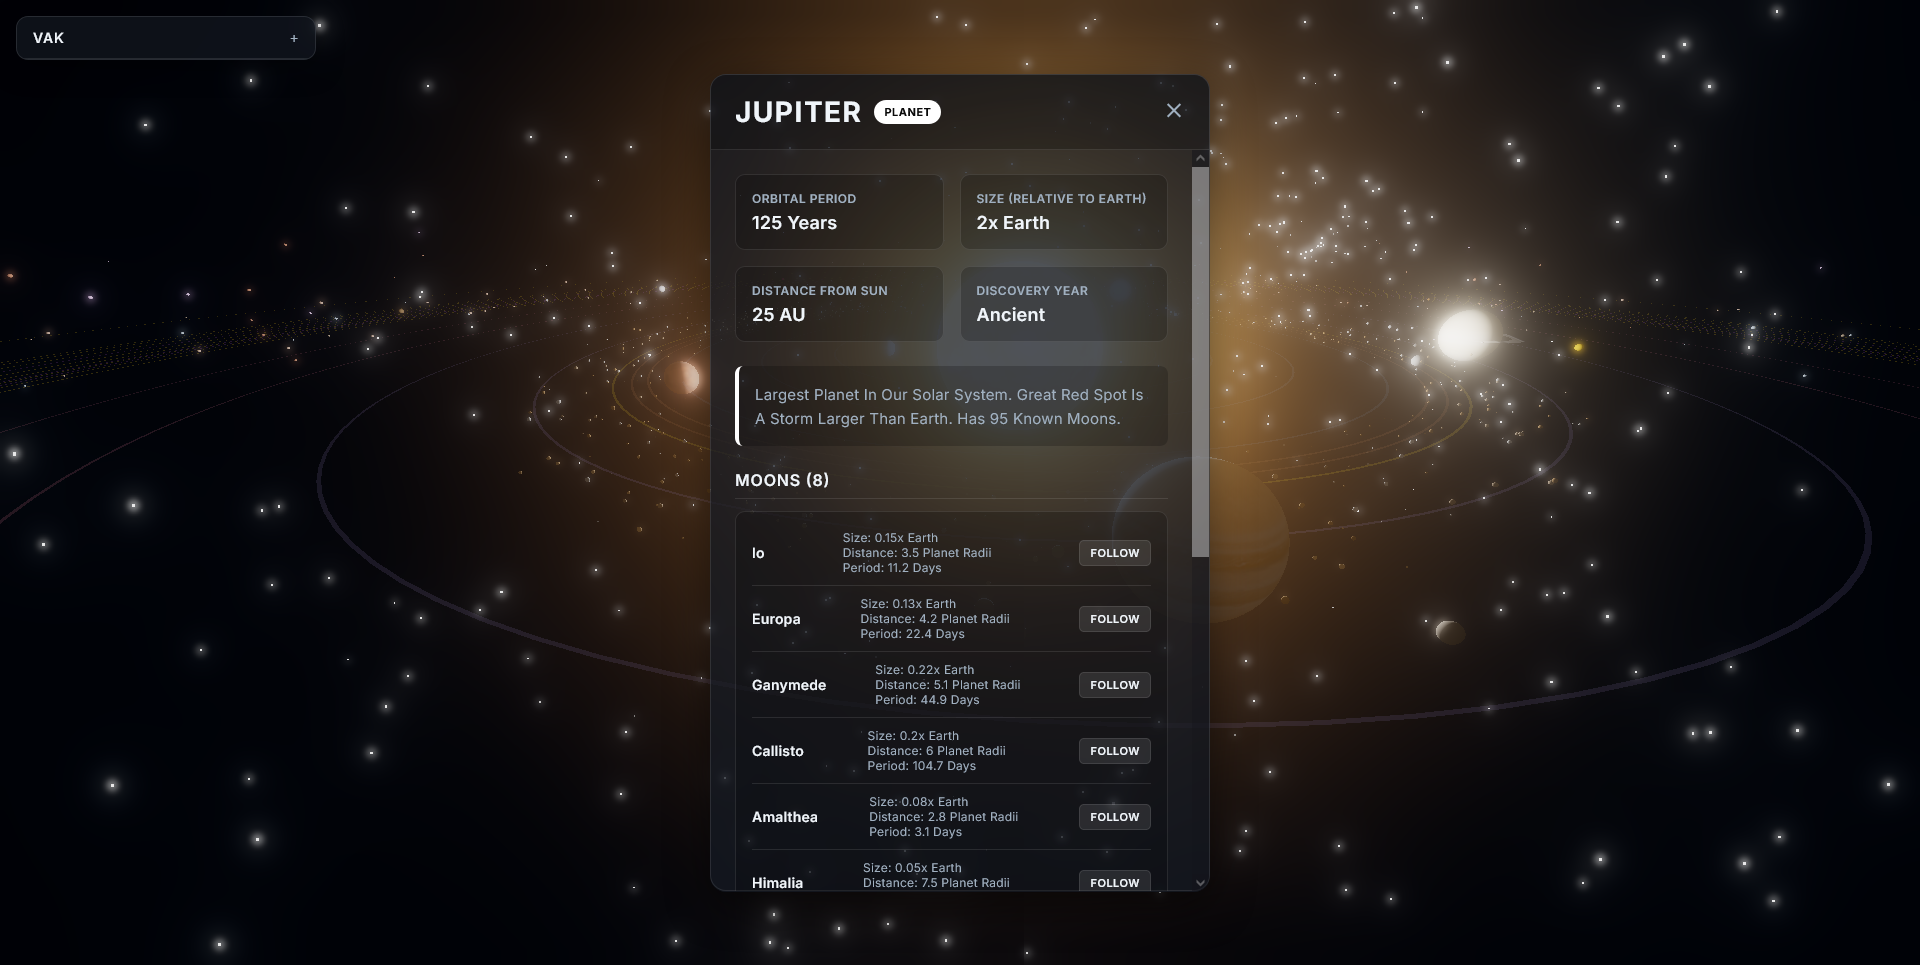 VAK +
JUPITER PLANET
ORBITAL PERIOD
125 Years
SIZE (RELATIVE TO EARTH)
2x Earth
DISTANCE FROM SUN
25 AU
DISCOVERY YEAR
Ancient
Largest Planet In Our Solar System. Great Red Spot Is
A Storm Larger Than Earth. Has 95 Known Moons.
MOONS (8)
Io
Size: 0.15x Earth
Distance: 3.5 Planet Radii
Period: 11.2 Days
FOLLOW
Europa
Size: 0.13x Earth
Distance: 4.2 Planet Radii
Period: 22.4 Days
FOLLOW
Ganymede
Size: 0.22x Earth
Distance: 5.1 Planet Radii
Period: 44.9 Days
FOLLOW
Callisto
Size: 0.2x Earth
Distance: 6 Planet Radii
Period: 104.7 Days
FOLLOW
Amalthea
Size: 0.08x Earth
Distance: 2.8 Planet Radii
Period: 3.1 Days
FOLLOW
Himalia
Size: 0.05x Earth
Distance: 7.5 Planet Radii
FOLLOW